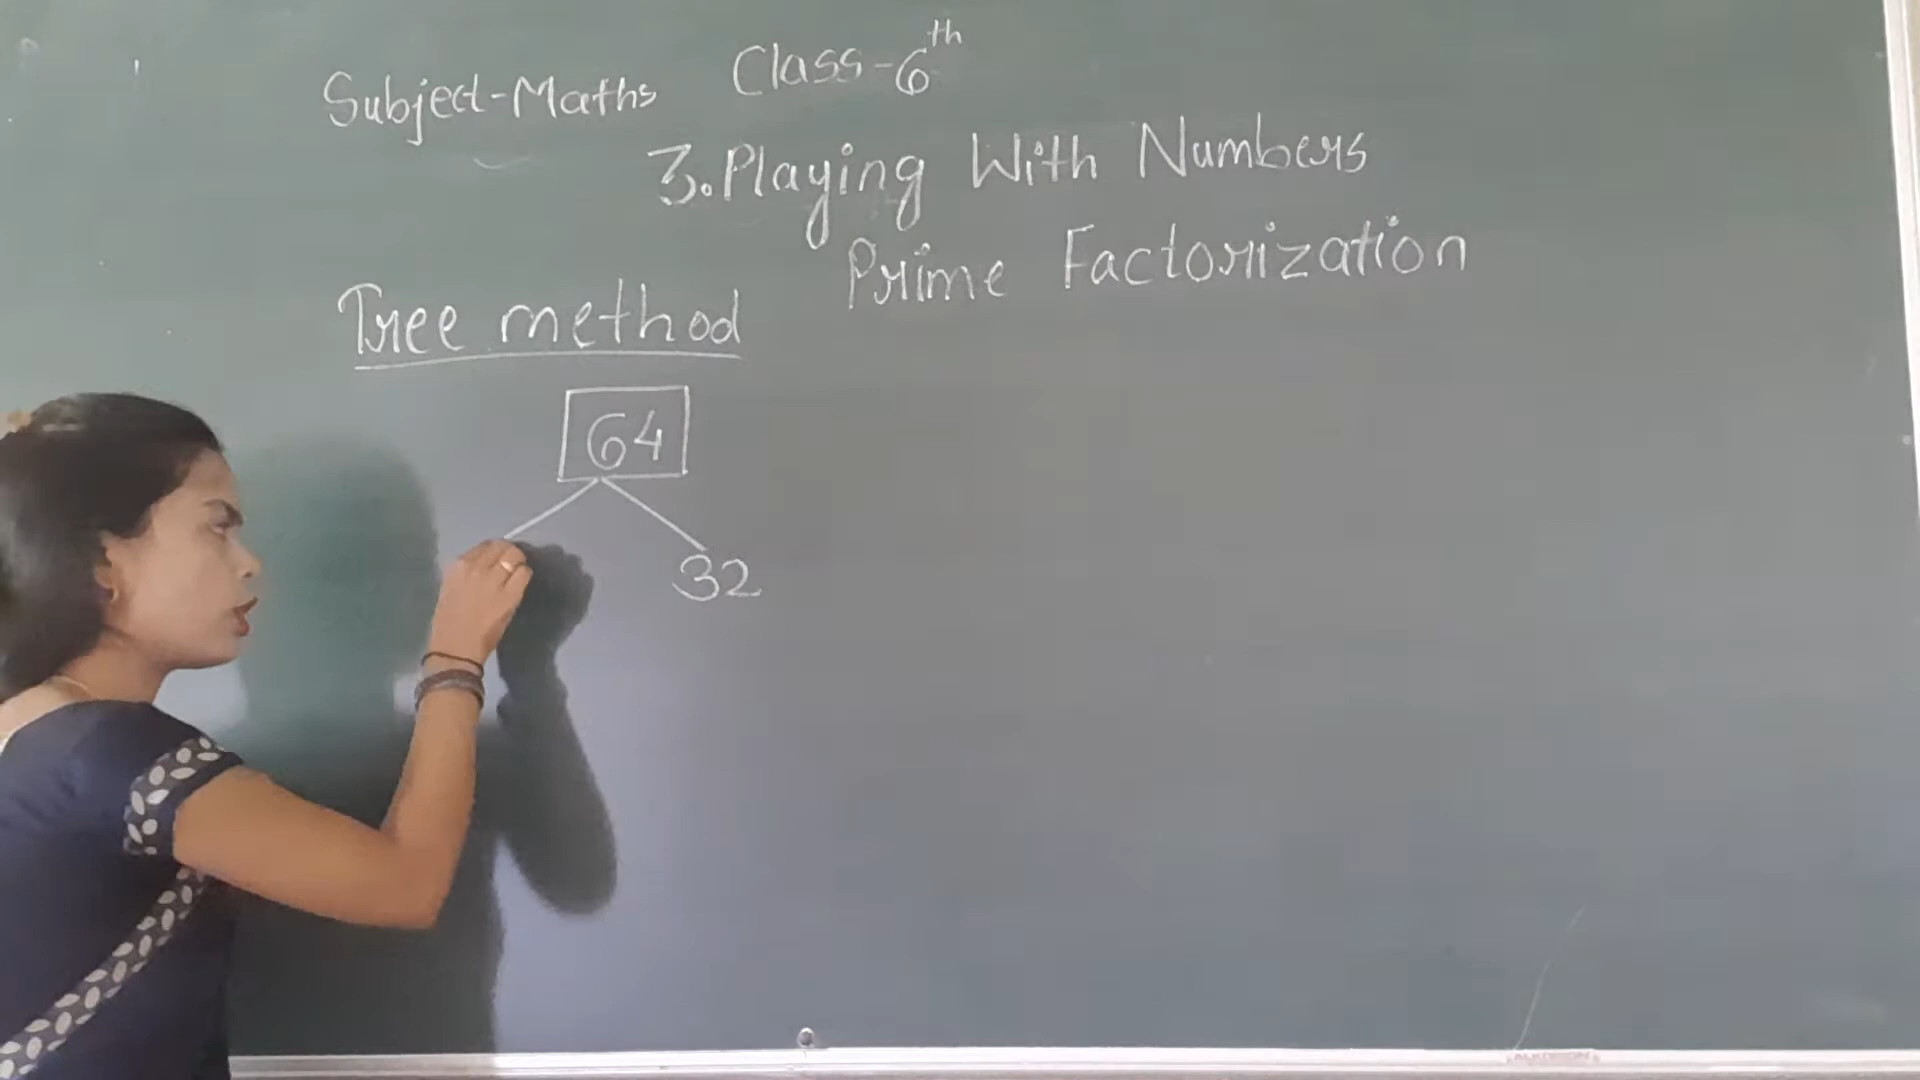 Subject-Maths Class-6th
3. Playing With Numbers
Prime Factorization
Tree method
64
32